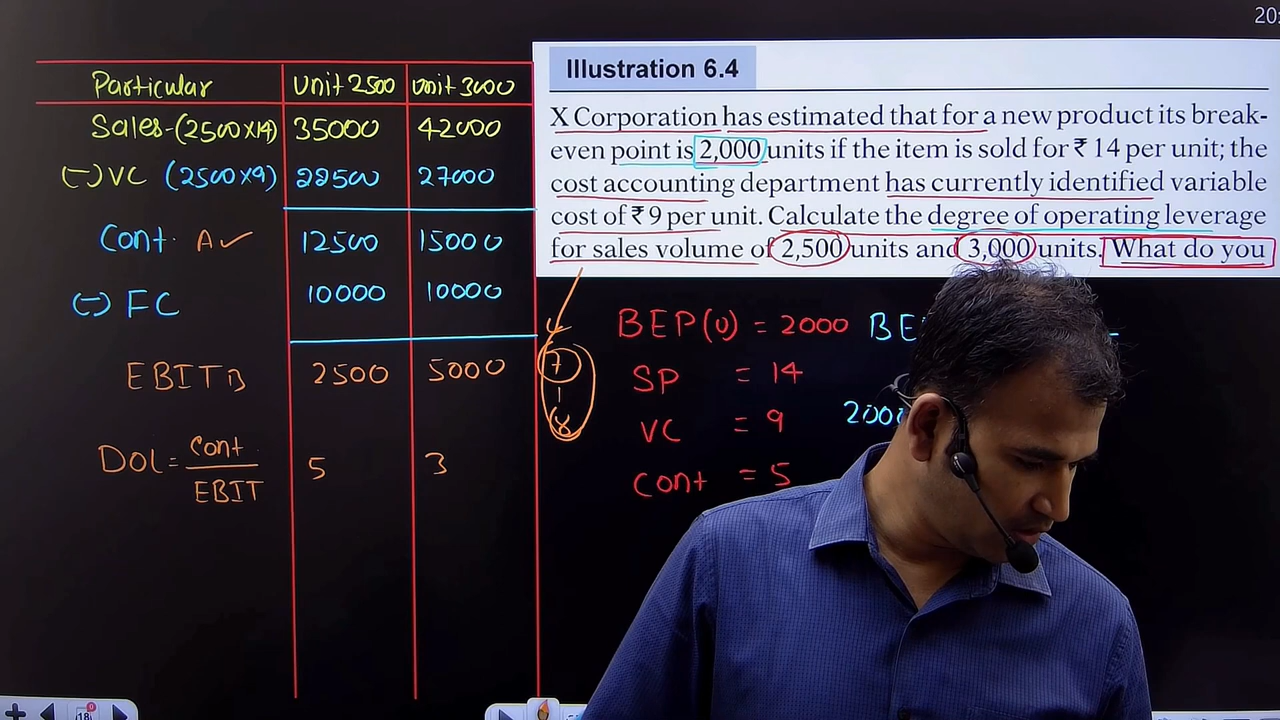 20:
Particular Unit 2500 Unit 3000
Sales-(2500×14) 35000 42000
(-) VC (2500×9) 22500 27000
Cont. A ✓ 12500 15000
(-) FC 10000 10000
EBIT B 2500 5000
DOL = Cont / EBIT 5 3
Illustration 6.4
X Corporation has estimated that for a new product its break-
even point is 2,000 units if the item is sold for ₹ 14 per unit; the
cost accounting department has currently identified variable
cost of ₹ 9 per unit. Calculate the degree of operating leverage
for sales volume of 2,500 units and 3,000 units. What do you
BEP(U) = 2000
SP = 14
VC = 9
Cont = 5
18